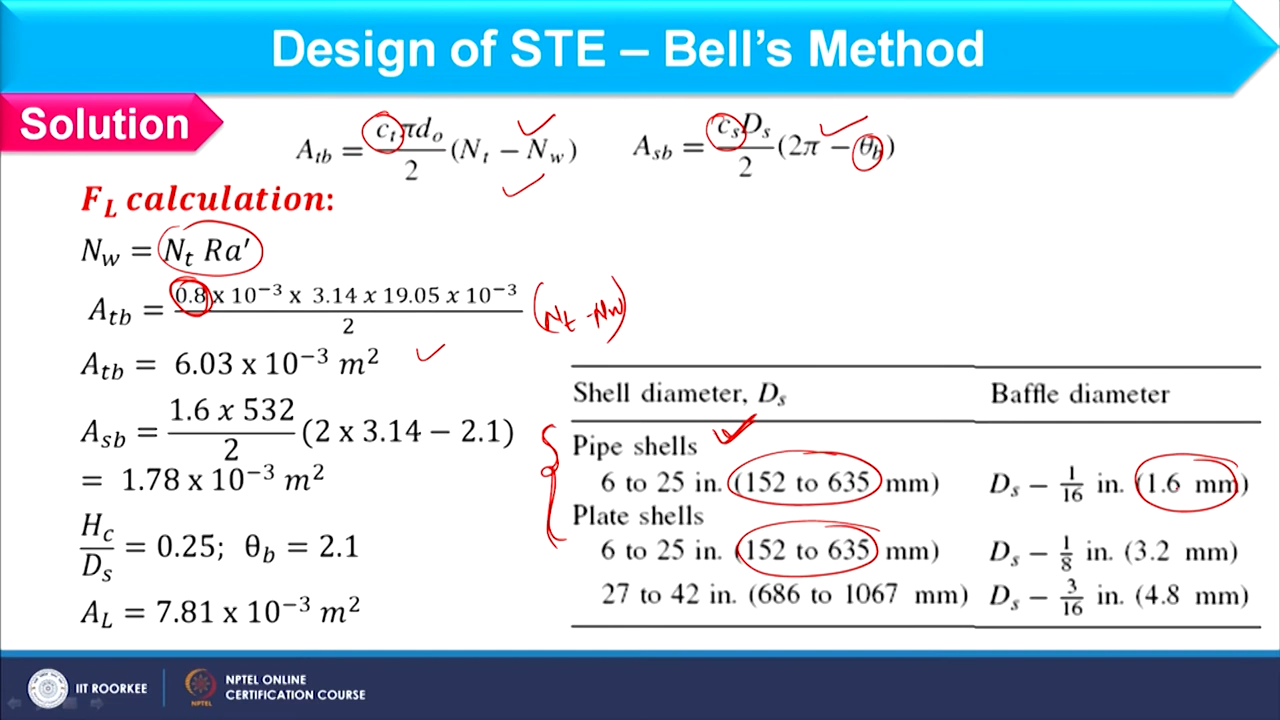 Design of STE – Bell's Method
Solution
A_tb = c_t π d_o / 2 (N_t − N_w)    A_sb = c_s D_s / 2 (2π − θ_b)
F_L calculation:
N_w = N_t Ra′
A_tb = 0.8 x 10⁻³ x 3.14 x 19.05 x 10⁻³ / 2 (N_t - N_w)
A_tb = 6.03 x 10⁻³ m²
A_sb = 1.6 x 532 / 2 (2 x 3.14 − 2.1)
= 1.78 x 10⁻³ m²
H_c / D_s = 0.25; θ_b = 2.1
A_L = 7.81 x 10⁻³ m²
Shell diameter, D_s    Baffle diameter
Pipe shells
6 to 25 in. (152 to 635 mm)    D_s − 1/16 in. (1.6 mm)
Plate shells
6 to 25 in. (152 to 635 mm)    D_s − 1/8 in. (3.2 mm)
27 to 42 in. (686 to 1067 mm)    D_s − 3/16 in. (4.8 mm)
IIT ROORKEE
NPTEL
NPTEL ONLINE
CERTIFICATION COURSE